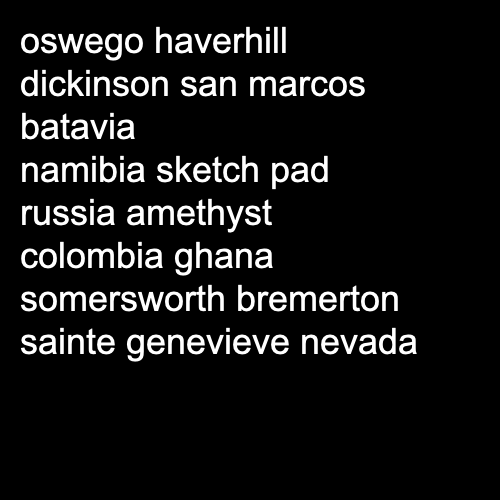 oswego haverhill
dickinson san marcos
batavia
namibia sketch pad
russia amethyst
colombia ghana
somersworth bremerton
sainte genevieve nevada